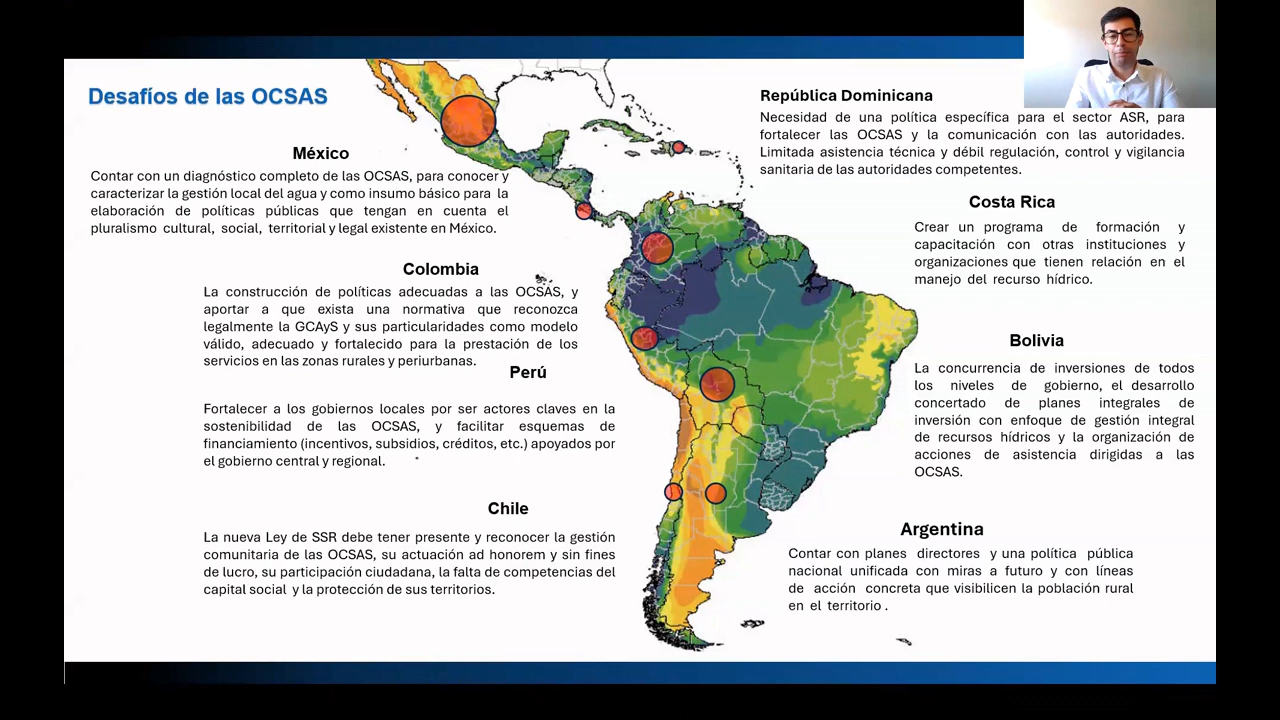 Desafíos de las OCSAS
México
Contar con un diagnóstico completo de las OCSAS, para conocer y
caracterizar la gestión local del agua y como insumo básico para la
elaboración de políticas públicas que tengan en cuenta el
pluralismo cultural, social, territorial y legal existente en México.
Colombia
La construcción de políticas adecuadas a las OCSAS, y
aportar a que exista una normativa que reconozca
legalmente la GCAyS y sus particularidades como modelo
válido, adecuado y fortalecido para la prestación de los
servicios en las zonas rurales y periurbanas.
Perú
Fortalecer a los gobiernos locales por ser actores claves en la
sostenibilidad de las OCSAS, y facilitar esquemas de
financiamiento (incentivos, subsidios, créditos, etc.) apoyados por
el gobierno central y regional.
Chile
La nueva Ley de SSR debe tener presente y reconocer la gestión
comunitaria de las OCSAS, su actuación ad honorem y sin fines
de lucro, su participación ciudadana, la falta de competencias del
capital social y la protección de sus territorios.
República Dominicana
Necesidad de una política específica para el sector ASR, para
fortalecer las OCSAS y la comunicación con las autoridades.
Limitada asistencia técnica y débil regulación, control y vigilancia
sanitaria de las autoridades competentes.
Costa Rica
Crear un programa de formación y
capacitación con otras instituciones y
organizaciones que tienen relación en el
manejo del recurso hídrico.
Bolivia
La concurrencia de inversiones de todos
los niveles de gobierno, el desarrollo
concertado de planes integrales de
inversión con enfoque de gestión integral
de recursos hídricos y la organización de
acciones de asistencia dirigidas a las
OCSAS.
Argentina
Contar con planes directores y una política pública
nacional unificada con miras a futuro y con líneas
de acción concreta que visibilicen la población rural
en el territorio .